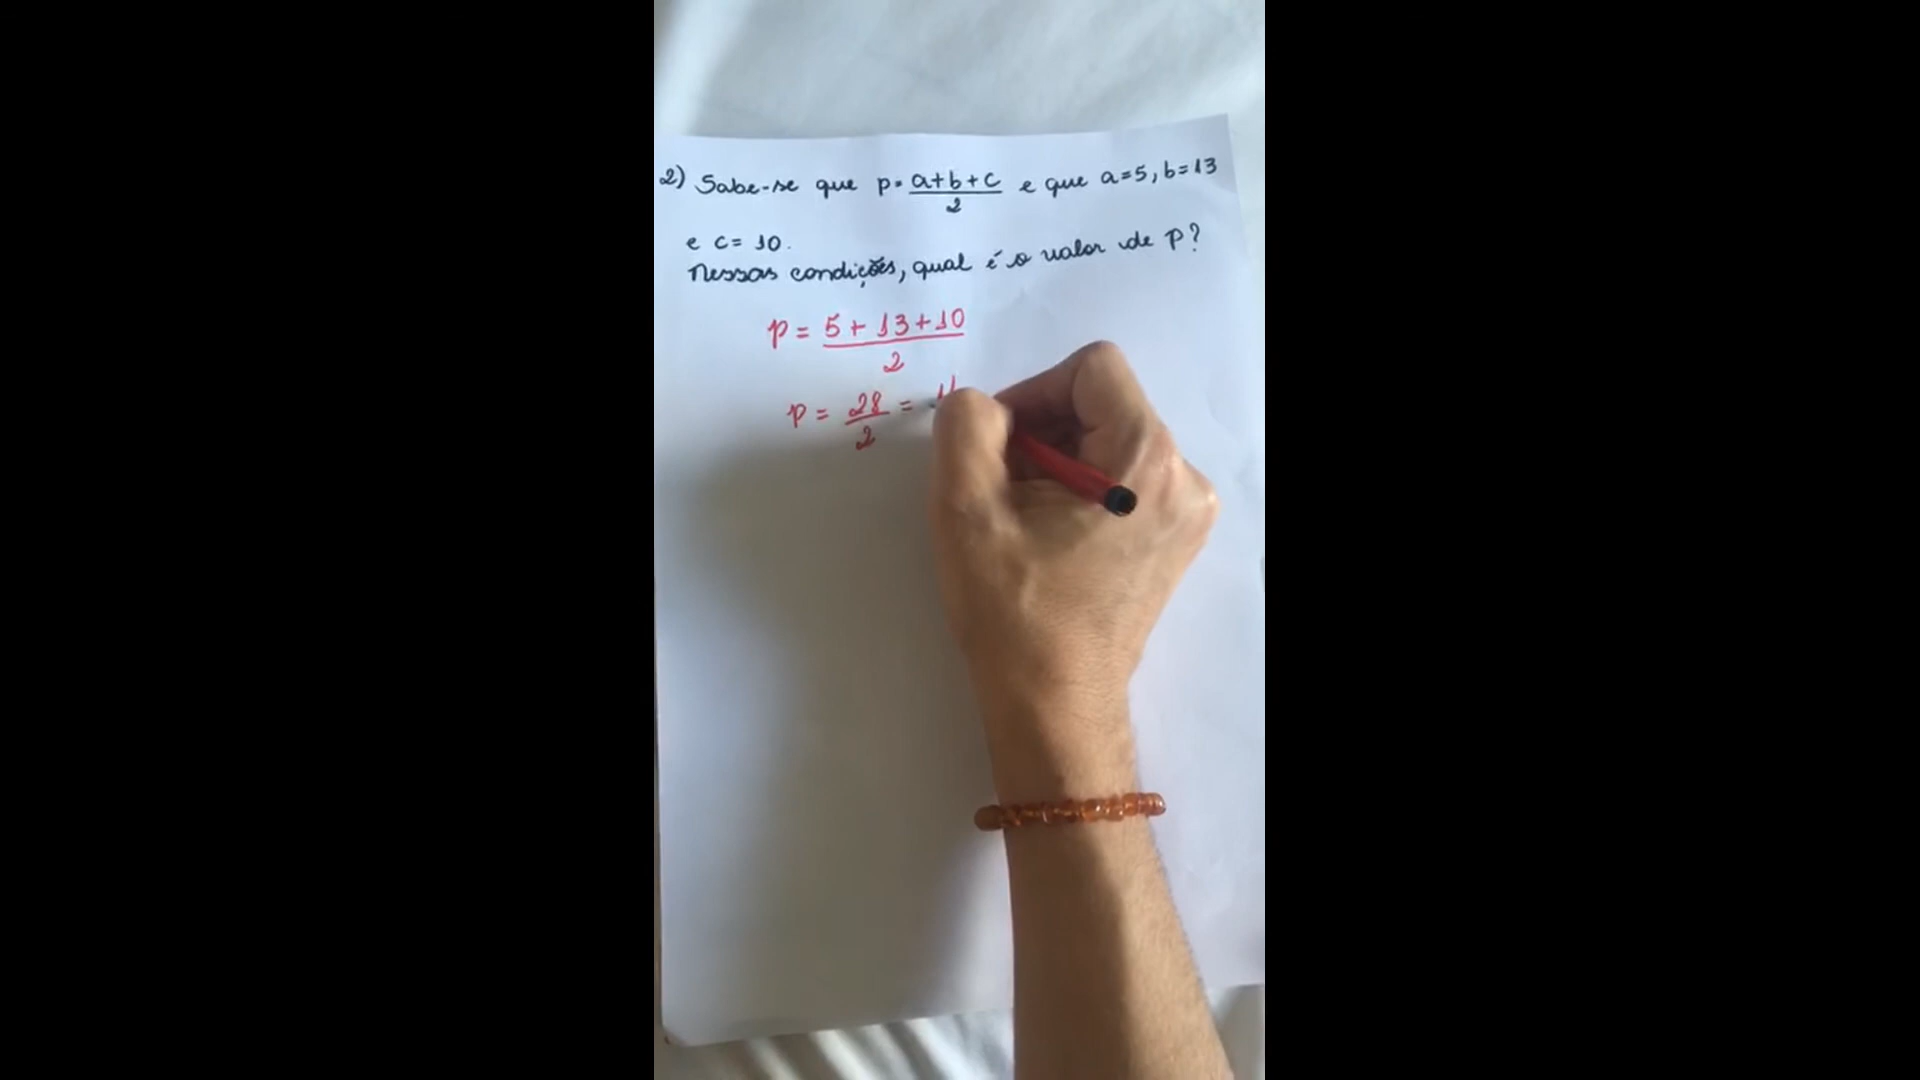 2) Sabe-se que p = a+b+c / 2 e que a=5, b=13
e c= 10.
Nessas condições, qual é o valor de p?
p = 5 + 13 + 10 / 2
p = 28 / 2 =